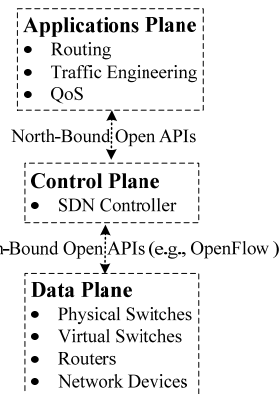 Applications Plane
• Routing
• Traffic Engineering
• QoS
North-Bound Open APIs
Control Plane
• SDN Controller
-Bound Open APIs (e.g., OpenFlow )
Data Plane
• Physical Switches
• Virtual Switches
• Routers
• Network Devices